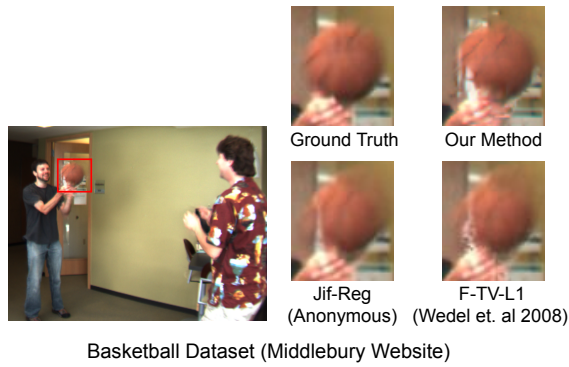 Ground Truth
Our Method
Jif-Reg
(Anonymous)
F-TV-L1
(Wedel et. al 2008)
Basketball Dataset (Middlebury Website)